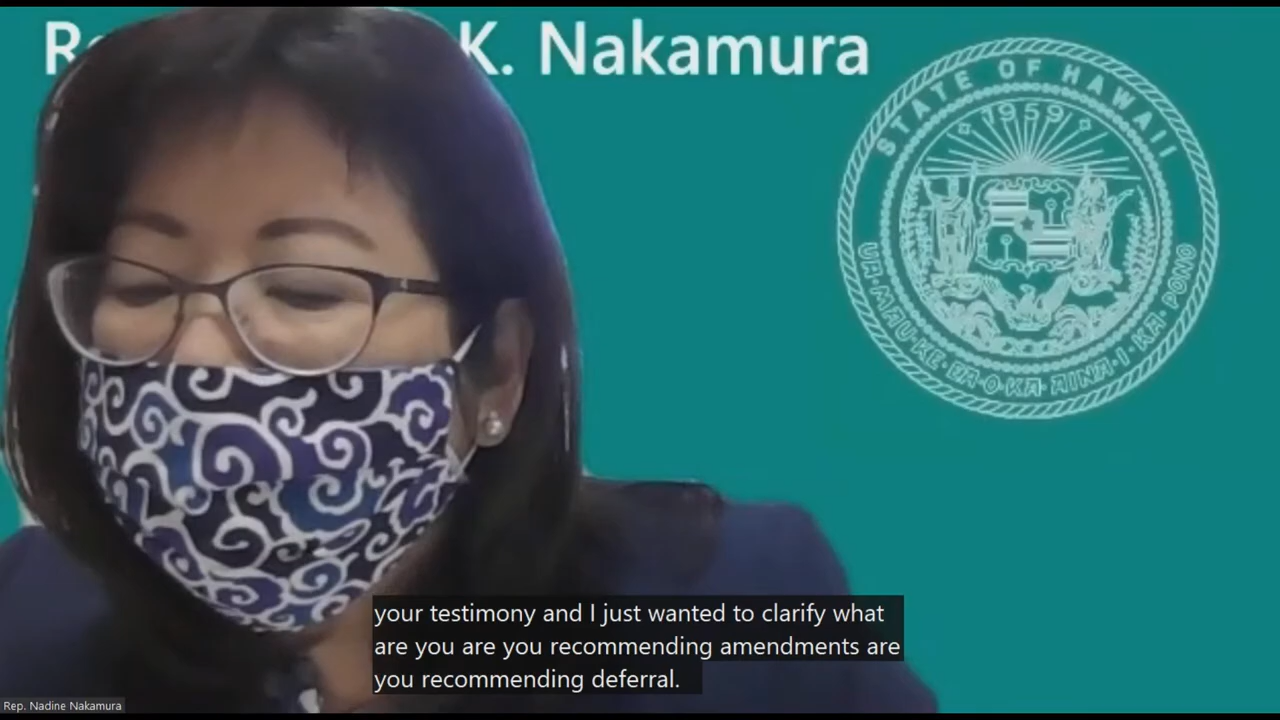 Re K. Nakamura
STATE OF HAWAII
1959
UA·MAU·KE·EA·O·KA·AINA·I·KA·PONO
your testimony and I just wanted to clarify what
are you are you recommending amendments are
you recommending deferral.
Rep. Nadine Nakamura